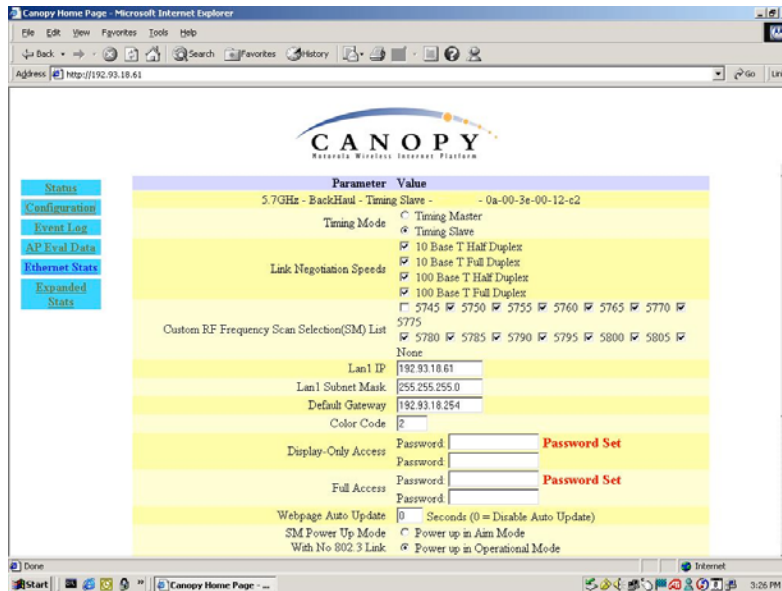 Canopy Home Page - Microsoft Internet Explorer
File Edit View Favorites Tools Help
Back Search Favorites History
Address http://192.93.18.61 Go
CANOPY
Motorola Wireless Internet Platform
Status
Configuration
Event Log
AP Eval Data
Ethernet Stats
Expanded
Stats
Parameter Value
5.7GHz - BackHaul - Timing Slave - - 0a-00-3e-00-12-c2
Timing Mode
Timing Master
Timing Slave
Link Negotiation Speeds
10 Base T Half Duplex
10 Base T Full Duplex
100 Base T Half Duplex
100 Base T Full Duplex
Custom RF Frequency Scan Selection(SM) List
5745 5750 5755 5760 5765 5770
5775
5780 5785 5790 5795 5800 5805
None
Lan1 IP 192.93.18.61
Lan1 Subnet Mask 255.255.255.0
Default Gateway 192.93.18.254
Color Code 2
Display-Only Access
Password: Password Set
Password:
Full Access
Password: Password Set
Password:
Webpage Auto Update 0 Seconds (0 = Disable Auto Update)
SM Power Up Mode
With No 802.3 Link
Power up in Aim Mode
Power up in Operational Mode
Done Internet
Start Canopy Home Page - ... 3:26 PM